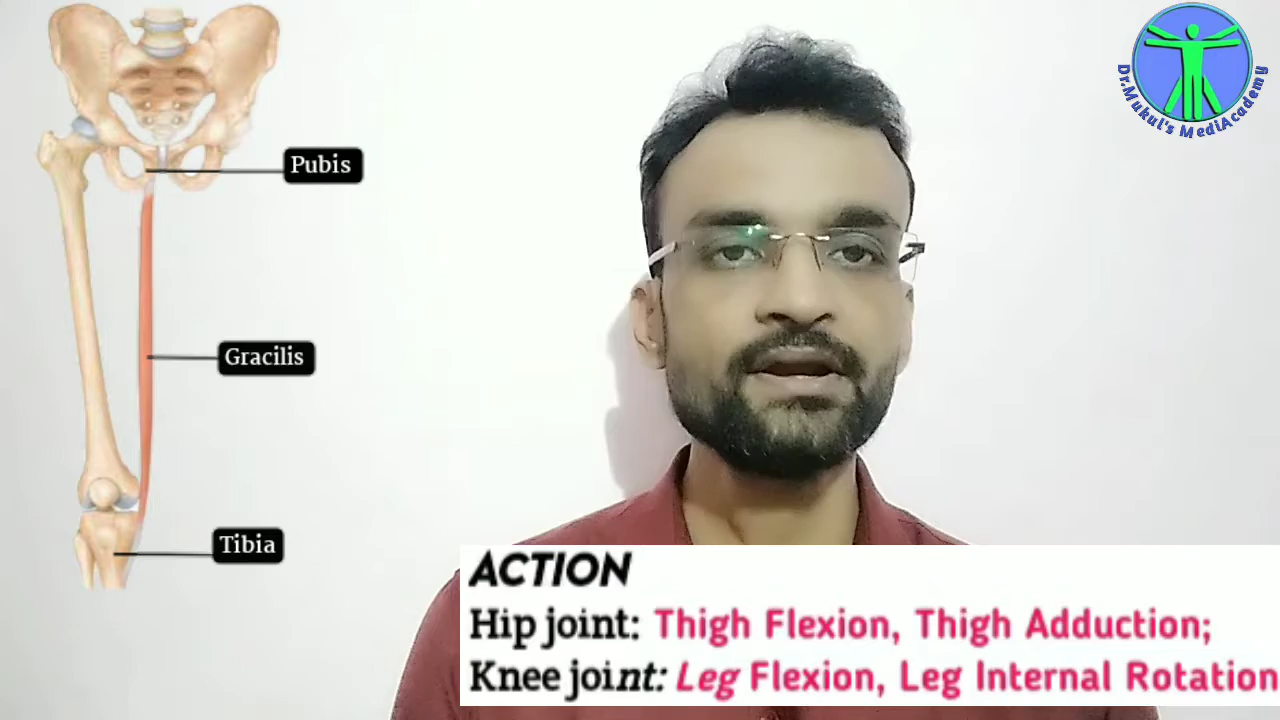 Dr.Mukul's MediAcademy
Pubis
Gracilis
Tibia
ACTION
Hip joint: Thigh Flexion, Thigh Adduction;
Knee joint: Leg Flexion, Leg Internal Rotation